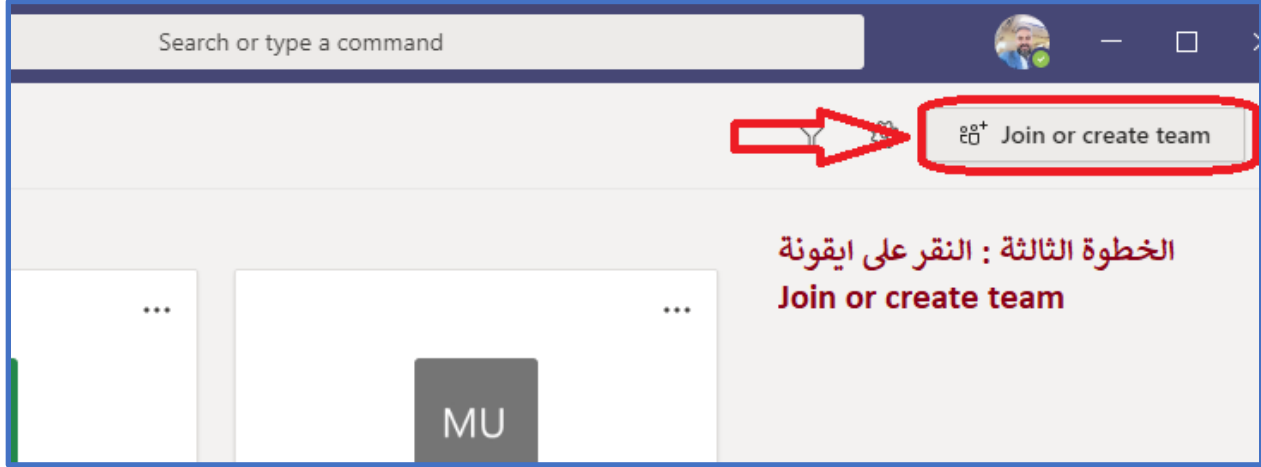 Search or type a command
Join or create team
الخطوة الثالثة : النقر على ايقونة
Join or create team
MU